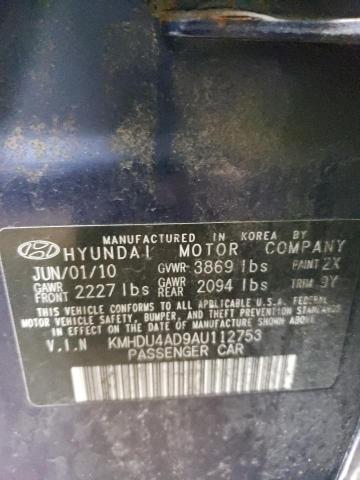 MANUFACTURED IN KOREA BY
HYUNDAI MOTOR COMPANY
JUN/01/10 GVWR 3869 lbs PAINT 2X
GAWR FRONT 2227 lbs GAWR REAR 2094 lbs TRIM 9Y
THIS VEHICLE CONFORMS TO ALL APPLICABLE U.S.A. FEDERAL
MOTOR VEHICLE SAFETY, BUMPER, AND THEFT PREVENTION STANDARDS
IN EFFECT ON THE DATE OF MANUFACTURE SHOWN ABOVE.
V.I.N KMHDU4AD9AU112753
PASSENGER CAR